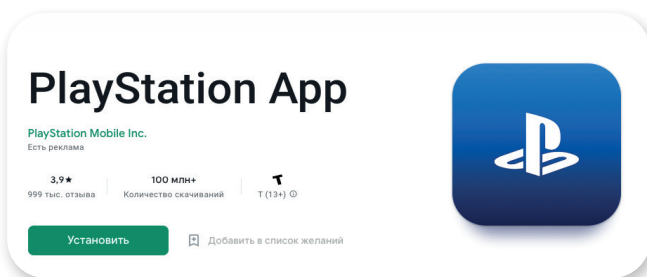 PlayStation App
PlayStation Mobile Inc.
Есть реклама
3,9★
999 тыс. отзыва
100 млн+
Количество скачиваний
T
T (13+)
Установить
Добавить в список желаний